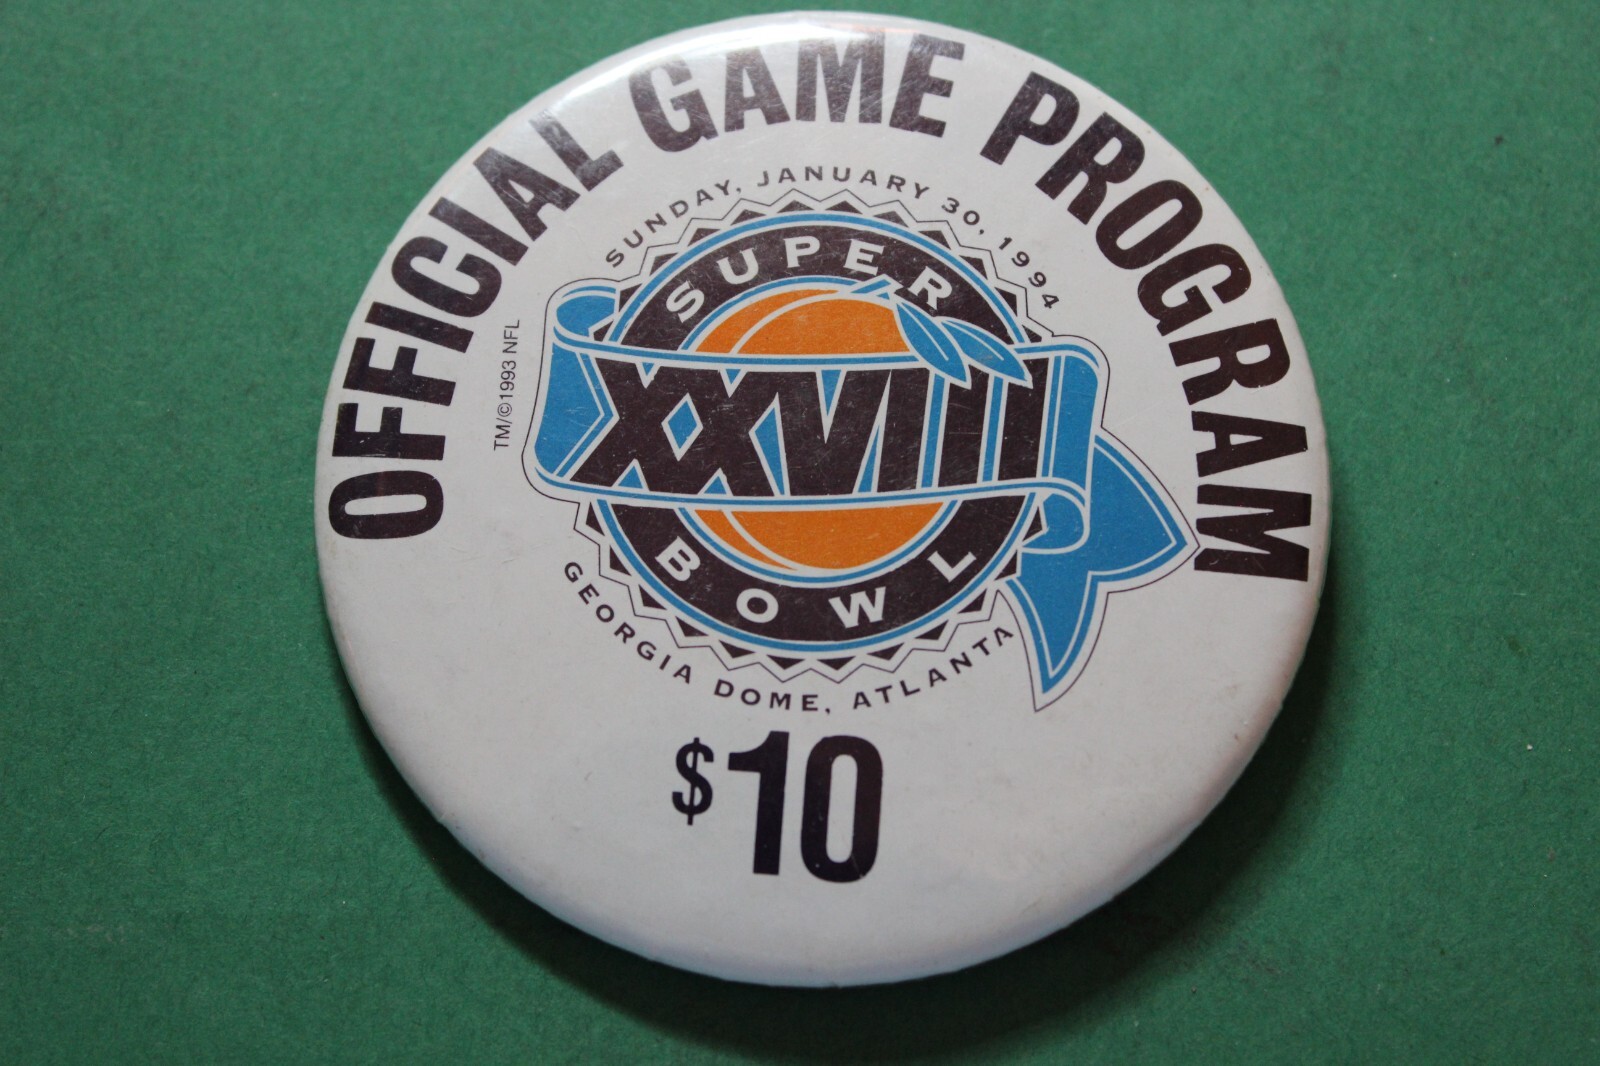 OFFICIAL GAME PROGRAM
SUNDAY, JANUARY 30, 1994
TM/©1993 NFL
SUPER
XXVIII
BOWL
GEORGIA DOME, ATLANTA
$10